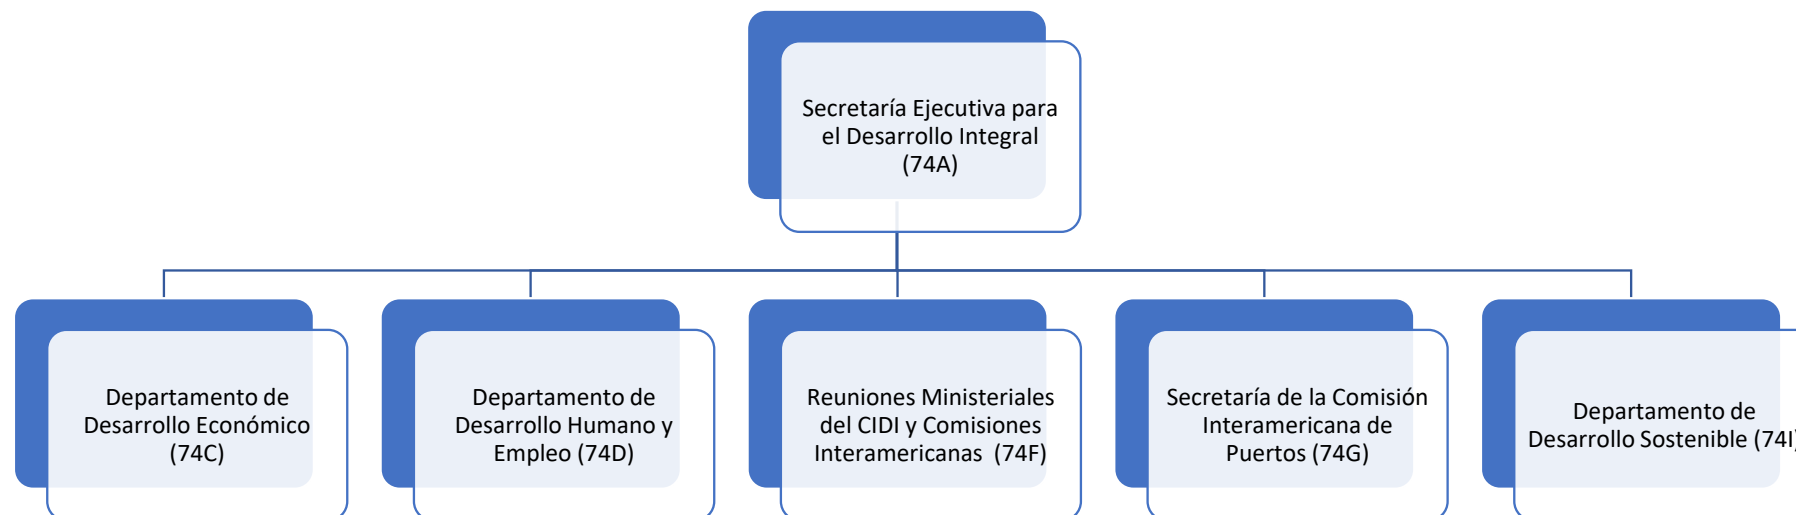 Secretaría Ejecutiva para
el Desarrollo Integral
(74A)
Departamento de
Desarrollo Económico
(74C)
Departamento de
Desarrollo Humano y
Empleo (74D)
Reuniones Ministeriales
del CIDI y Comisiones
Interamericanas (74F)
Secretaría de la Comisión
Interamericana de
Puertos (74G)
Departamento de
Desarrollo Sostenible (74I)